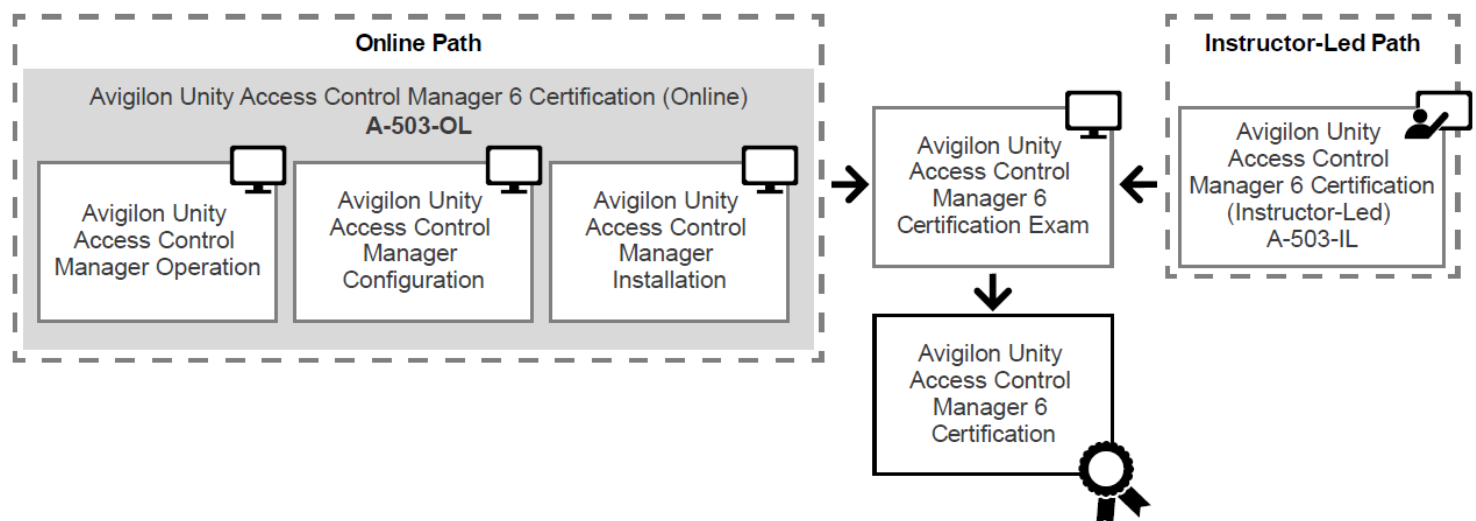 Online Path
Avigilon Unity Access Control Manager 6 Certification (Online)
A-503-OL
Avigilon Unity
Access Control
Manager Operation
Avigilon Unity
Access Control
Manager
Configuration
Avigilon Unity
Access Control
Manager
Installation
Avigilon Unity
Access Control
Manager 6
Certification Exam
Instructor-Led Path
Avigilon Unity
Access Control
Manager 6 Certification
(Instructor-Led)
A-503-IL
Avigilon Unity
Access Control
Manager 6
Certification